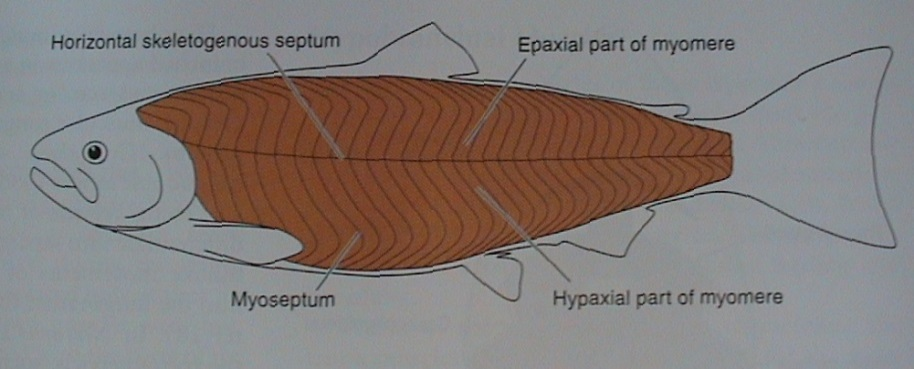 Horizontal skeletogenous septum
Epaxial part of myomere
Myoseptum
Hypaxial part of myomere